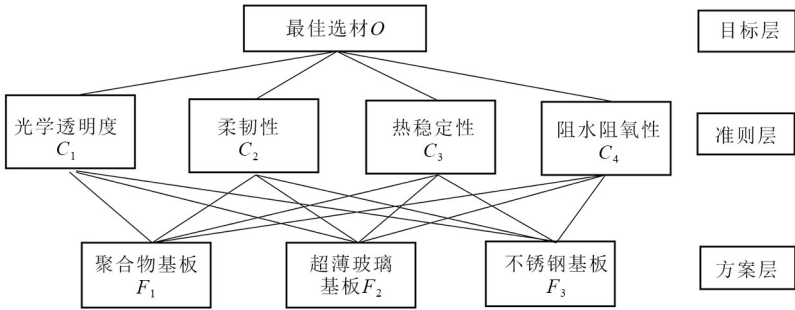 最佳选材O
目标层
光学透明度
C₁
柔韧性
C₂
热稳定性
C₃
阻水阻氧性
C₄
准则层
聚合物基板
F₁
超薄玻璃
基板F₂
不锈钢基板
F₃
方案层